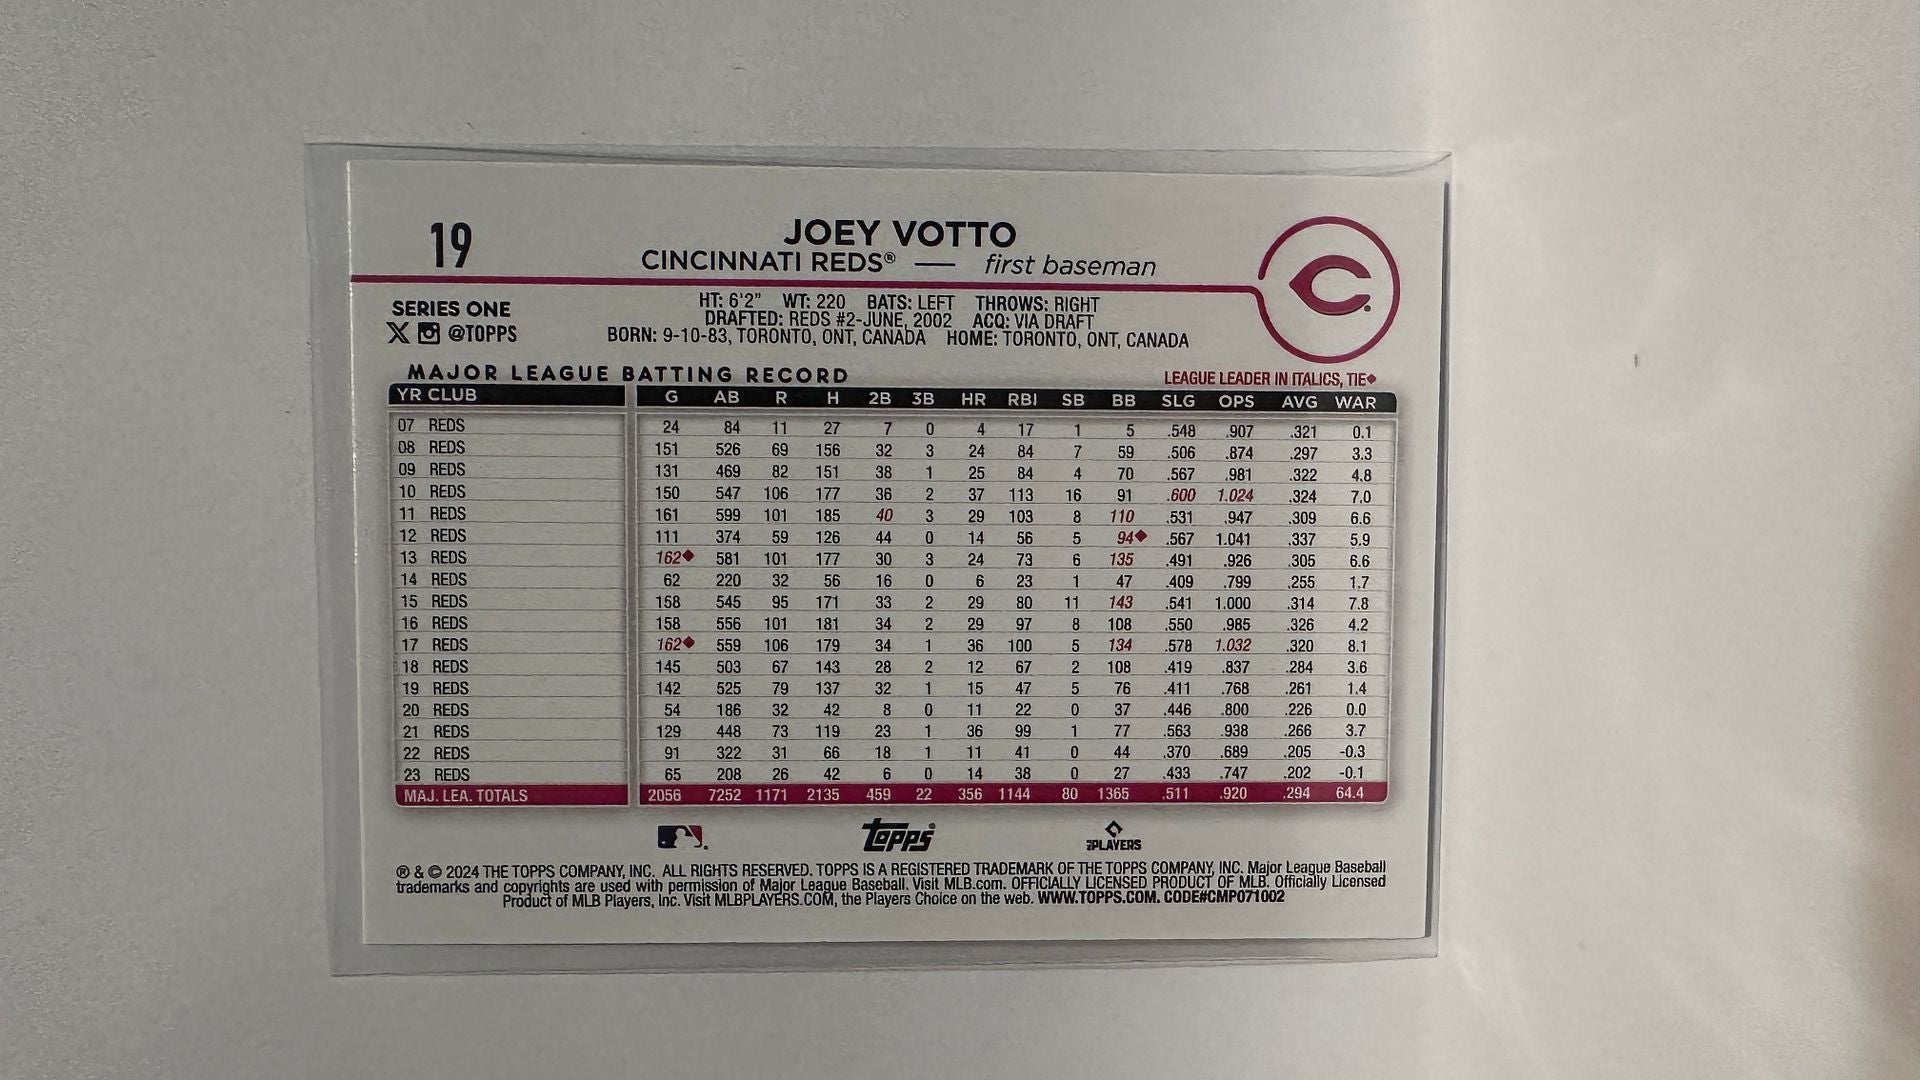 19
JOEY VOTTO
CINCINNATI REDS® — first baseman
SERIES ONE
X @TOPPS
HT: 6'2" WT: 220 BATS: LEFT THROWS: RIGHT
DRAFTED: REDS #2-JUNE, 2002 ACQ: VIA DRAFT
BORN: 9-10-83, TORONTO, ONT, CANADA HOME: TORONTO, ONT, CANADA
MAJOR LEAGUE BATTING RECORD LEAGUE LEADER IN ITALICS, TIE◆
YR CLUB G AB R H 2B 3B HR RBI SB BB SLG OPS AVG WAR
07 REDS 24 84 11 27 7 0 4 17 1 5 .548 .907 .321 0.1
08 REDS 151 526 69 156 32 3 24 84 7 59 .506 .874 .297 3.3
09 REDS 131 469 82 151 38 1 25 84 4 70 .567 .981 .322 4.8
10 REDS 150 547 106 177 36 2 37 113 16 91 .600 1.024 .324 7.0
11 REDS 161 599 101 185 40 3 29 103 8 110 .531 .947 .309 6.6
12 REDS 111 374 59 126 44 0 14 56 5 94◆ .567 1.041 .337 5.9
13 REDS 162◆ 581 101 177 30 3 24 73 6 135 .491 .926 .305 6.6
14 REDS 62 220 32 56 16 0 6 23 1 47 .409 .799 .255 1.7
15 REDS 158 545 95 171 33 2 29 80 11 143 .541 1.000 .314 7.8
16 REDS 158 556 101 181 34 2 29 97 8 108 .550 .985 .326 4.2
17 REDS 162◆ 559 106 179 34 1 36 100 5 134 .578 1.032 .320 8.1
18 REDS 145 503 67 143 28 2 12 67 2 108 .419 .837 .284 3.6
19 REDS 142 525 79 137 32 1 15 47 5 76 .411 .768 .261 1.4
20 REDS 54 186 32 42 8 0 11 22 0 37 .446 .800 .226 0.0
21 REDS 129 448 73 119 23 1 36 99 1 77 .563 .938 .266 3.7
22 REDS 91 322 31 66 18 1 11 41 0 44 .370 .689 .205 -0.3
23 REDS 65 208 26 42 6 0 14 38 0 27 .433 .747 .202 -0.1
MAJ. LEA. TOTALS 2056 7252 1171 2135 459 22 356 1144 80 1365 .511 .920 .294 64.4
Topps® PLAYERS
® & © 2024 THE TOPPS COMPANY, INC. ALL RIGHTS RESERVED. TOPPS IS A REGISTERED TRADEMARK OF THE TOPPS COMPANY, INC. Major League Baseball
trademarks and copyrights are used with permission of Major League Baseball. Visit MLB.com. OFFICIALLY LICENSED PRODUCT OF MLB. Officially Licensed
Product of MLB Players, Inc. Visit MLBPLAYERS.COM, the Players Choice on the web. WWW.TOPPS.COM. CODE#CMP071002